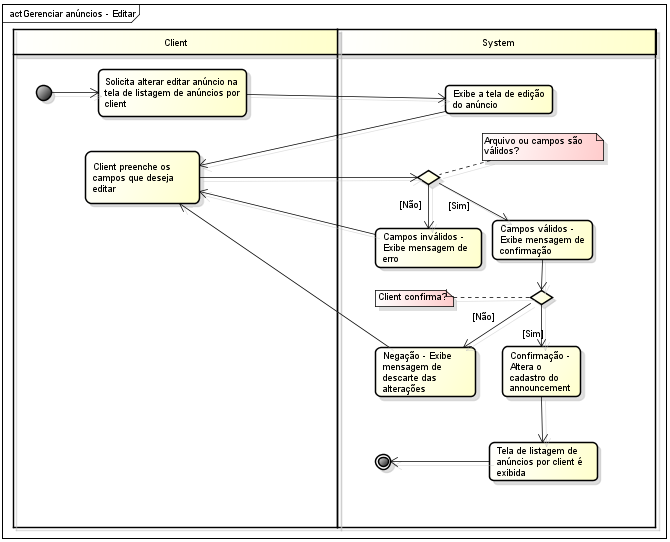 actGerenciar anúncios - Editar
Client
System
Solicita alterar editar anúncio na
tela de listagem de anúncios por
client
Exibe a tela de edição
do anúncio
Arquivo ou campos são
válidos?
Client preenche os
campos que deseja
editar
[Não]
[Sim]
Campos inválidos -
Exibe mensagem de
erro
Campos válidos -
Exibe mensagem de
confirmação
Client confirma?
[Não]
[Sim]
Negação - Exibe
mensagem de
descarte das
alterações
Confirmação -
Altera o
cadastro do
announcement
Tela de listagem de
anúncios por client é
exibida